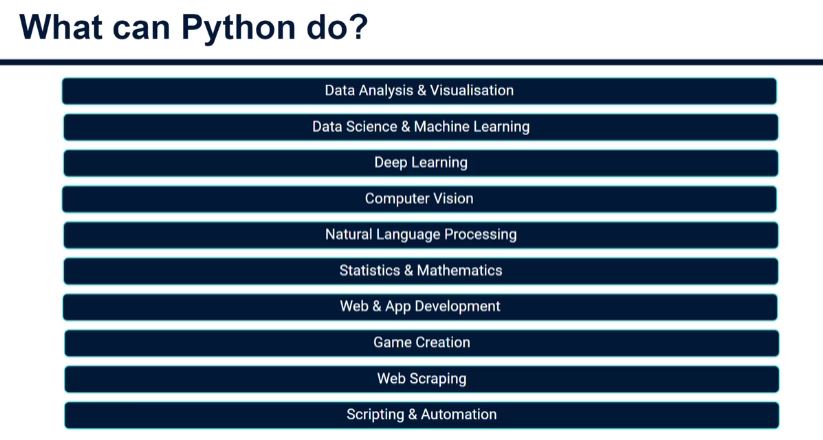 What can Python do?
Data Analysis & Visualisation
Data Science & Machine Learning
Deep Learning
Computer Vision
Natural Language Processing
Statistics & Mathematics
Web & App Development
Game Creation
Web Scraping
Scripting & Automation